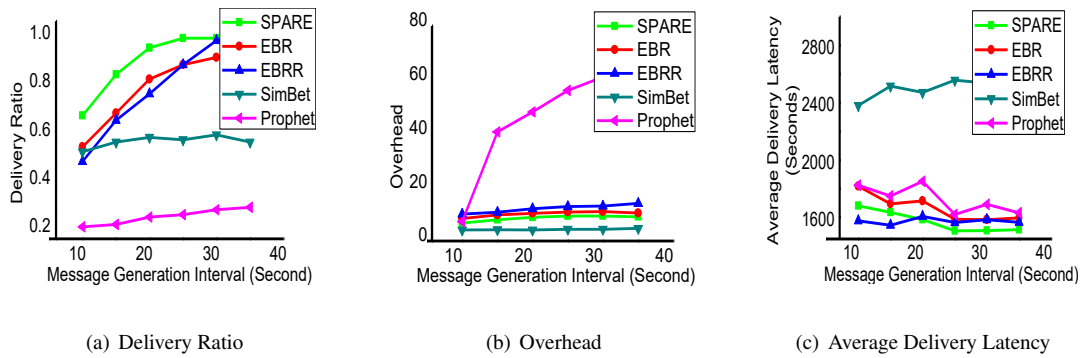 1.0
0.8
0.6
0.4
0.2
10
20
30
40
Delivery Ratio
Message Generation Interval (Second)
SPARE
EBR
EBRR
SimBet
Prophet
(a) Delivery Ratio
80
60
40
20
0
10
20
30
40
Overhead
Message Generation Interval (Second)
SPARE
EBR
EBRR
SimBet
Prophet
(b) Overhead
2800
2400
2000
1600
10
20
30
40
Average Delivery Latency
(Seconds)
Message Generation Interval (Second)
SPARE
EBR
EBRR
SimBet
Prophet
(c) Average Delivery Latency